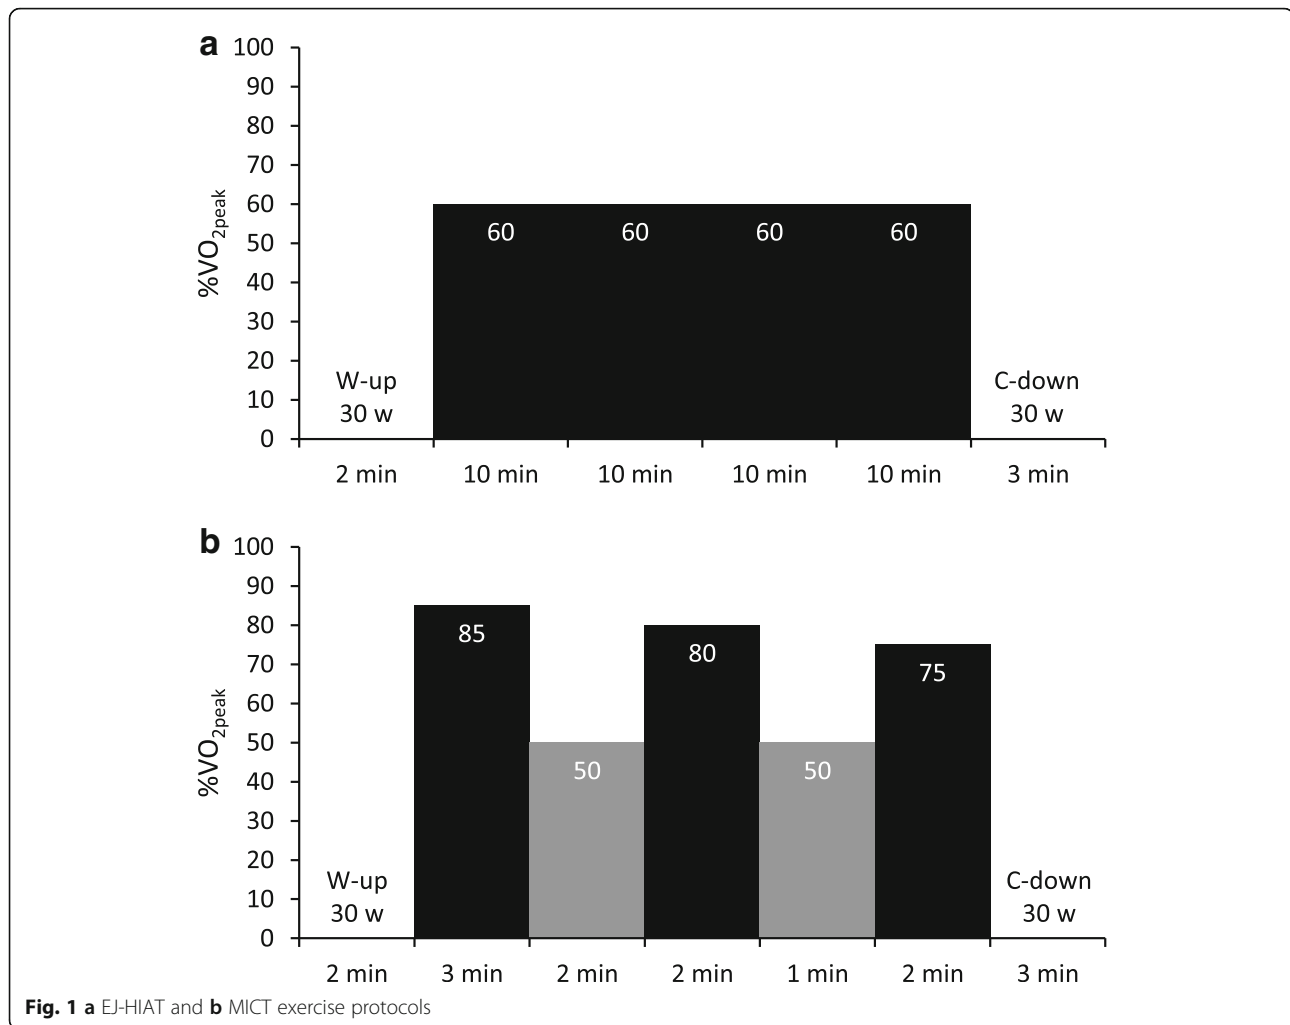 a
100
90
80
70
60
50
40
30
20
10
0
%VO2peak
60 60 60 60
W-up
30 w
C-down
30 w
2 min 10 min 10 min 10 min 10 min 3 min
b
100
90
80
70
60
50
40
30
20
10
0
%VO2peak
85
50
80
50
75
W-up
30 w
C-down
30 w
2 min 3 min 2 min 2 min 1 min 2 min 3 min
Fig. 1 a EJ-HIAT and b MICT exercise protocols